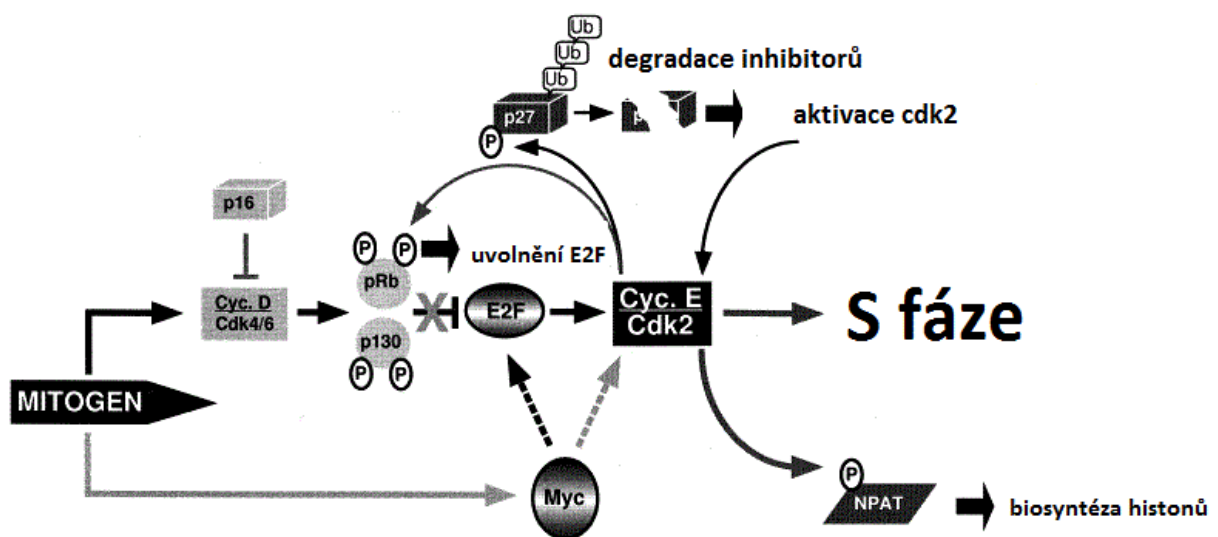 Ub
Ub
Ub
degradace inhibitorů
p27
p
aktivace cdk2
P
p16
P
P
uvolnění E2F
pRb
Cyc. D
Cdk4/6
X
E2F
Cyc. E
Cdk2
S fáze
p130
P
P
MITOGEN
Myc
P
NPAT
biosyntéza histonů